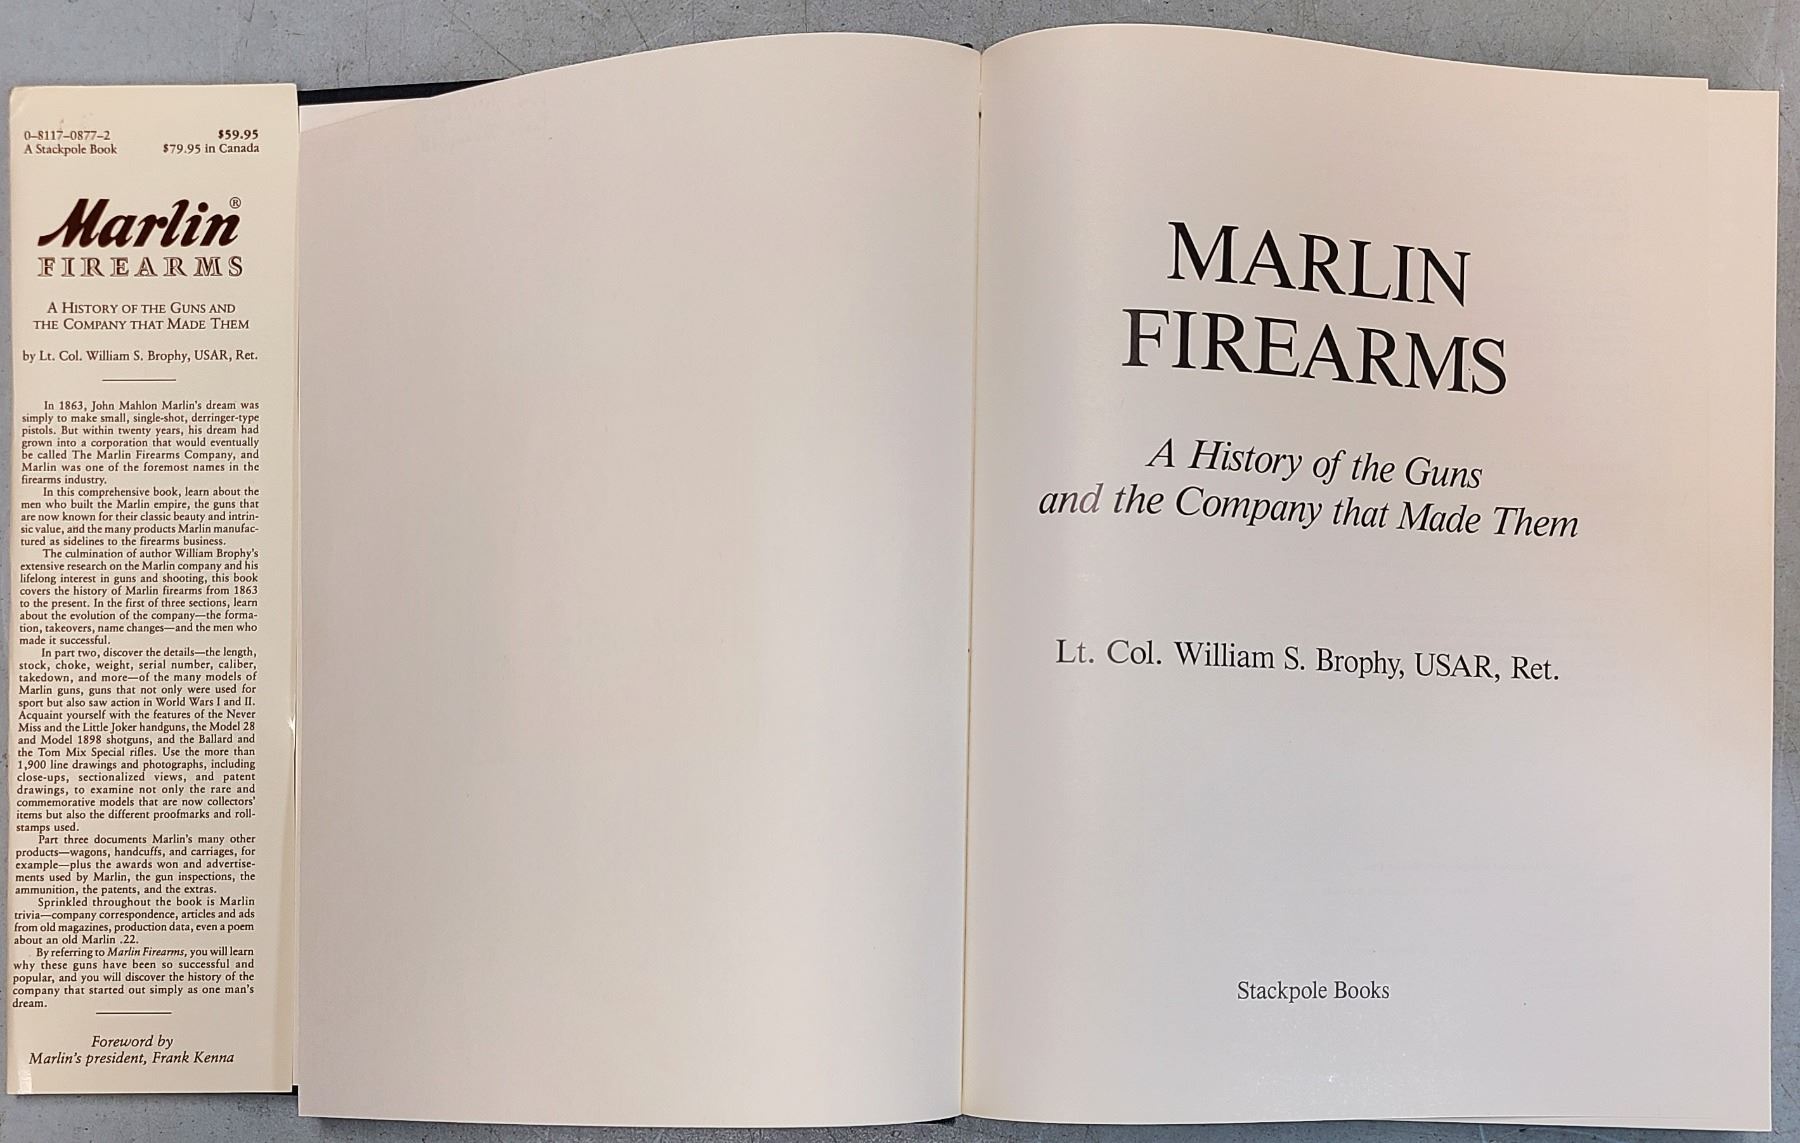 0–8117–0877–2 $59.95
A Stackpole Book $79.95 in Canada
Marlin®
FIREARMS
A HISTORY OF THE GUNS AND
THE COMPANY THAT MADE THEM
by Lt. Col. William S. Brophy, USAR, Ret.
In 1863, John Mahlon Marlin's dream was
simply to make small, single-shot, derringer-type
pistols. But within twenty years, his dream had
grown into a corporation that would eventually
be called The Marlin Firearms Company, and
Marlin was one of the foremost names in the
firearms industry.
In this comprehensive book, learn about the
men who built the Marlin empire, the guns that
are now known for their classic beauty and intrin-
sic value, and the many products Marlin manufac-
tured as sidelines to the firearms business.
The culmination of author William Brophy's
extensive research on the Marlin company and his
lifelong interest in guns and shooting, this book
covers the history of Marlin firearms from 1863
to the present. In the first of three sections, learn
about the evolution of the company—the forma-
tion, takeovers, name changes—and the men who
made it successful.
In part two, discover the details—the length,
stock, choke, weight, serial number, caliber,
takedown, and more—of the many models of
Marlin guns, guns that not only were used for
sport but also saw action in World Wars I and II.
Acquaint yourself with the features of the Never
Miss and the Little Joker handguns, the Model 28
and Model 1898 shotguns, and the Ballard and
the Tom Mix Special rifles. Use the more than
1,900 line drawings and photographs, including
close-ups, sectionalized views, and patent
drawings, to examine not only the rare and
commemorative models that are now collectors'
items but also the different proofmarks and roll-
stamps used.
Part three documents Marlin's many other
products—wagons, handcuffs, and carriages, for
example—plus the awards won and advertise-
ments used by Marlin, the gun inspections, the
ammunition, the patents, and the extras.
Sprinkled throughout the book is Marlin
trivia—company correspondence, articles and ads
from old magazines, production data, even a poem
about an old Marlin .22.
By referring to Marlin Firearms, you will learn
why these guns have been so successful and
popular, and you will discover the history of the
company that started out simply as one man's
dream.
Foreword by
Marlin's president, Frank Kenna
MARLIN
FIREARMS
A History of the Guns
and the Company that Made Them
Lt. Col. William S. Brophy, USAR, Ret.
Stackpole Books